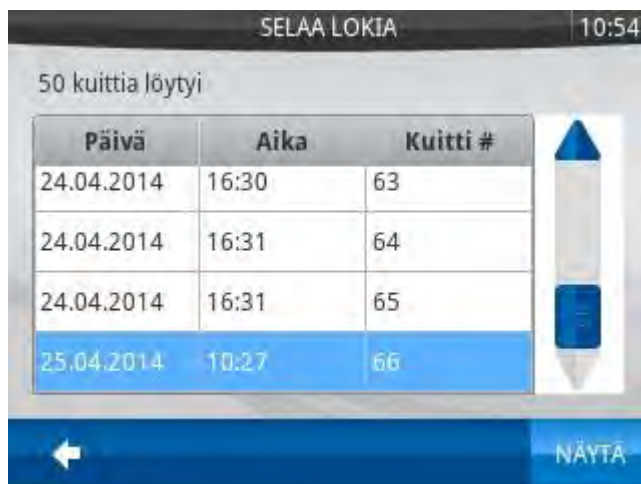 SELAA LOKIA 10:54
50 kuittia löytyi
Päivä Aika Kuitti #
24.04.2014 16:30 63
24.04.2014 16:31 64
24.04.2014 16:31 65
25.04.2014 10:27 66
NÄYTÄ